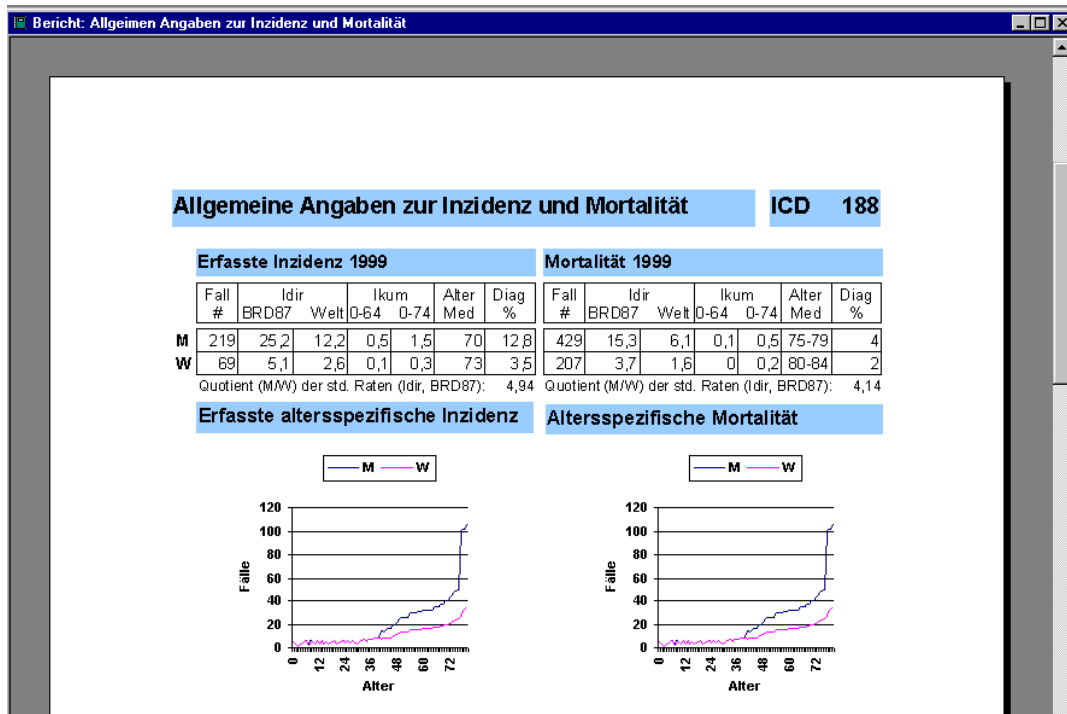 Bericht: Allgeimen Angaben zur Inzidenz und Mortalität
Allgemeine Angaben zur Inzidenz und Mortalität ICD 188
Erfasste Inzidenz 1999 Mortalität 1999
Fall Idir Ikum Alter Diag Fall Idir Ikum Alter Diag
# BRD87 Welt 0-64 0-74 Med % # BRD87 Welt 0-64 0-74 Med %
M 219 25,2 12,2 0,5 1,5 70 12,8 429 15,3 6,1 0,1 0,5 75-79 4
W 69 5,1 2,6 0,1 0,3 73 3,5 207 3,7 1,6 0 0,2 80-84 2
Quotient (M/W) der std. Raten (Idir, BRD87): 4,94 Quotient (M/W) der std. Raten (Idir, BRD87): 4,14
Erfasste altersspezifische Inzidenz Altersspezifische Mortalität
M W M W
120 120
100 100
80 80
60 60
40 40
20 20
0 0
Fälle Fälle
0 12 24 36 48 60 72 0 12 24 36 48 60 72
Alter Alter